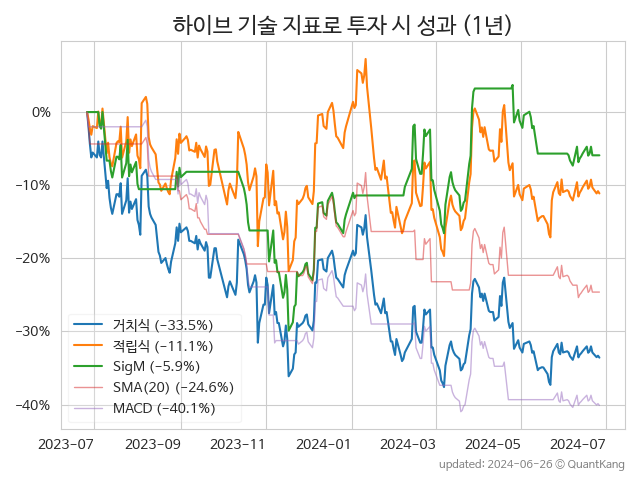 하이브 기술 지표로 투자 시 성과 (1년)
0%
−10%
−20%
−30%
−40%
거치식 (−33.5%)
적립식 (−11.1%)
SigM (−5.9%)
SMA(20) (−24.6%)
MACD (−40.1%)
2023-07 2023-09 2023-11 2024-01 2024-03 2024-05 2024-07
updated: 2024-06-26 © QuantKang